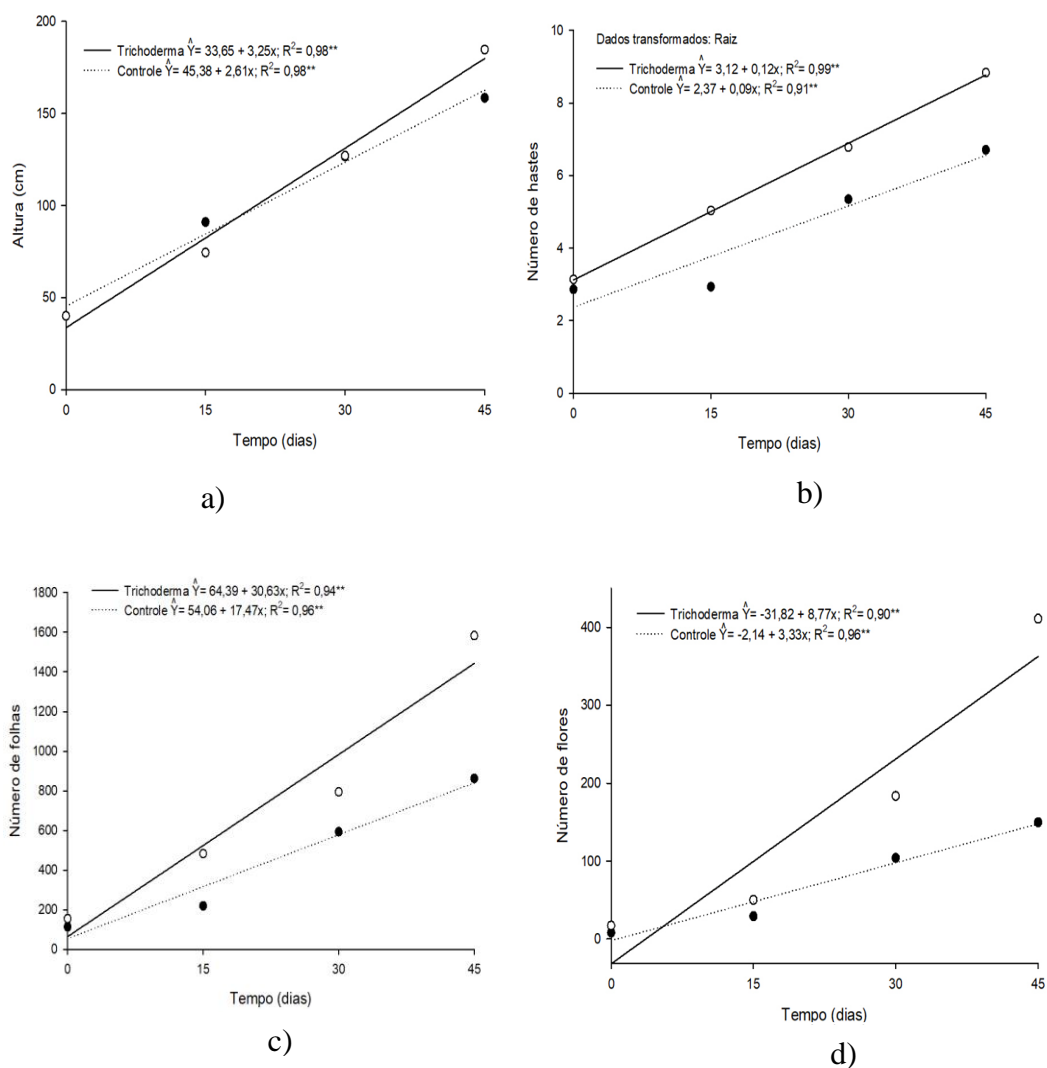 200
150
100
50
0
Altura (cm)
Trichoderma Ŷ= 33,65 + 3,25x; R²= 0,98**
Controle Ŷ= 45,38 + 2,61x; R²= 0,98**
0 15 30 45
Tempo (dias)
a)
10
8
6
4
2
0
Número de hastes
Dados transformados: Raiz
Trichoderma Ŷ= 3,12 + 0,12x; R²= 0,99**
Controle Ŷ= 2,37 + 0,09x; R²= 0,91**
0 15 30 45
Tempo (dias)
b)
Trichoderma Ŷ= 64,39 + 30,63x; R²= 0,94**
Controle Ŷ= 54,06 + 17,47x; R²= 0,96**
1800
1600
1400
1200
1000
800
600
400
200
0
Número de folhas
0 15 30 45
Tempo (dias)
c)
Trichoderma Ŷ= -31,82 + 8,77x; R²= 0,90**
Controle Ŷ= -2,14 + 3,33x; R²= 0,96**
400
300
200
100
0
Número de flores
0 15 30 45
Tempo (dias)
d)